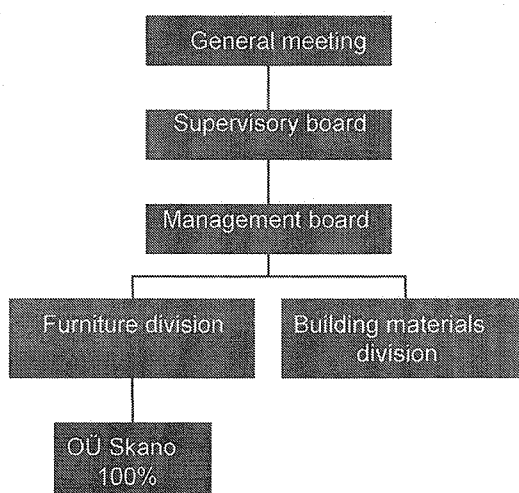 General meeting
Supervisory board
Management board
Furniture division
Building materials
division
OÜ Skano
100%